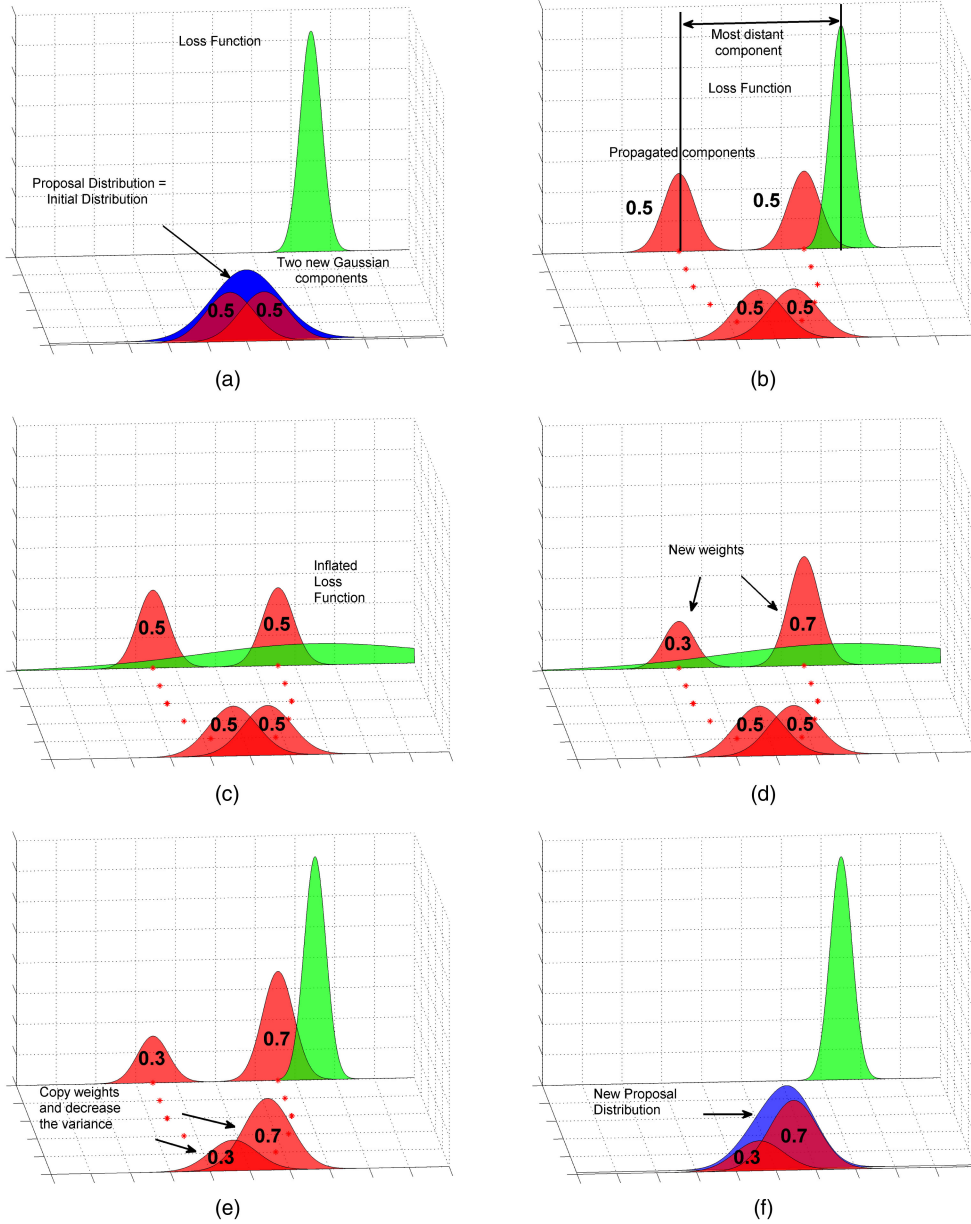 Loss Function
Proposal Distribution =
Initial Distribution
Two new Gaussian
components
0.5
0.5
(a)
Most distant
component
Loss Function
Propagated components
0.5
0.5
0.5
0.5
(b)
Inflated
Loss
Function
0.5
0.5
0.5
0.5
(c)
New weights
0.3
0.7
0.5
0.5
(d)
0.3
0.7
Copy weights
and decrease
the variance
0.7
0.3
(e)
New Proposal
Distribution
0.7
0.3
(f)